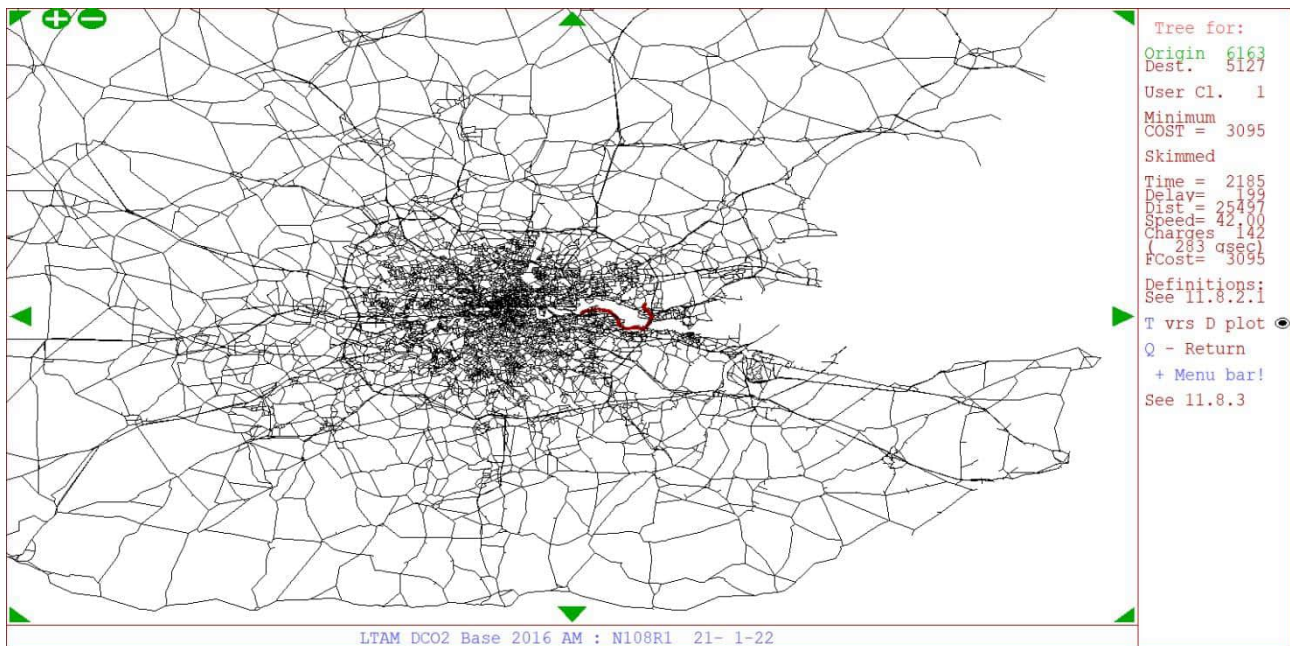 Tree for:
Origin 6163
Dest. 5127
User Cl. 1
Minimum
COST = 3095
Skimmed
Time = 2185
Delay= 199
Dist = 25497
Speed= 42.00
Charges 142
( 283 gsec)
FCost= 3095
Definitions:
See 11.8.2.1
T vrs D plot
Q - Return
+ Menu bar!
See 11.8.3
LTAM DCO2 Base 2016 AM : N108R1 21- 1-22